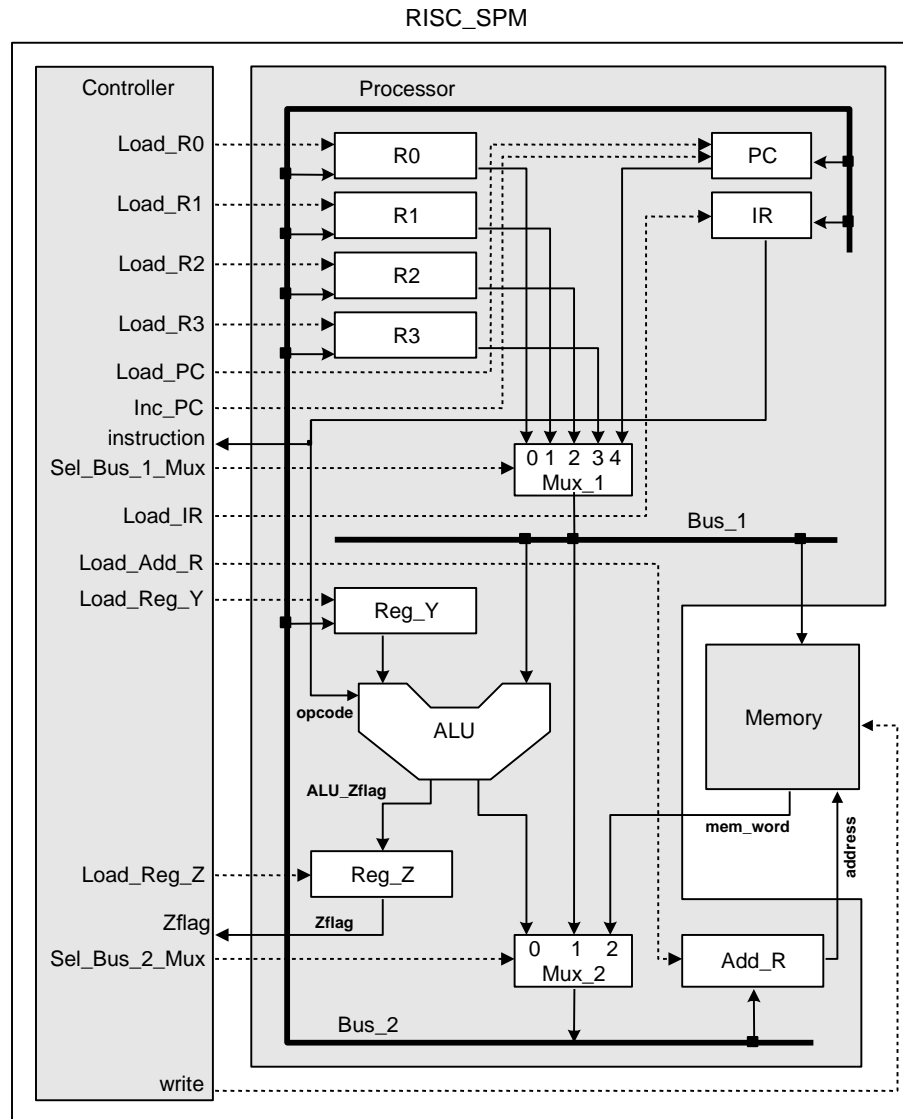 RISC_SPM
Controller
Processor
Load_R0
R0
PC
Load_R1
R1
IR
Load_R2
R2
Load_R3
R3
Load_PC
Inc_PC
instruction
0 1 2 3 4
Sel_Bus_1_Mux
Mux_1
Load_IR
Bus_1
Load_Add_R
Load_Reg_Y
Reg_Y
opcode
ALU
Memory
ALU_Zflag
mem_word
address
Load_Reg_Z
Reg_Z
Zflag
Zflag
0 1 2
Sel_Bus_2_Mux
Mux_2
Add_R
Bus_2
write